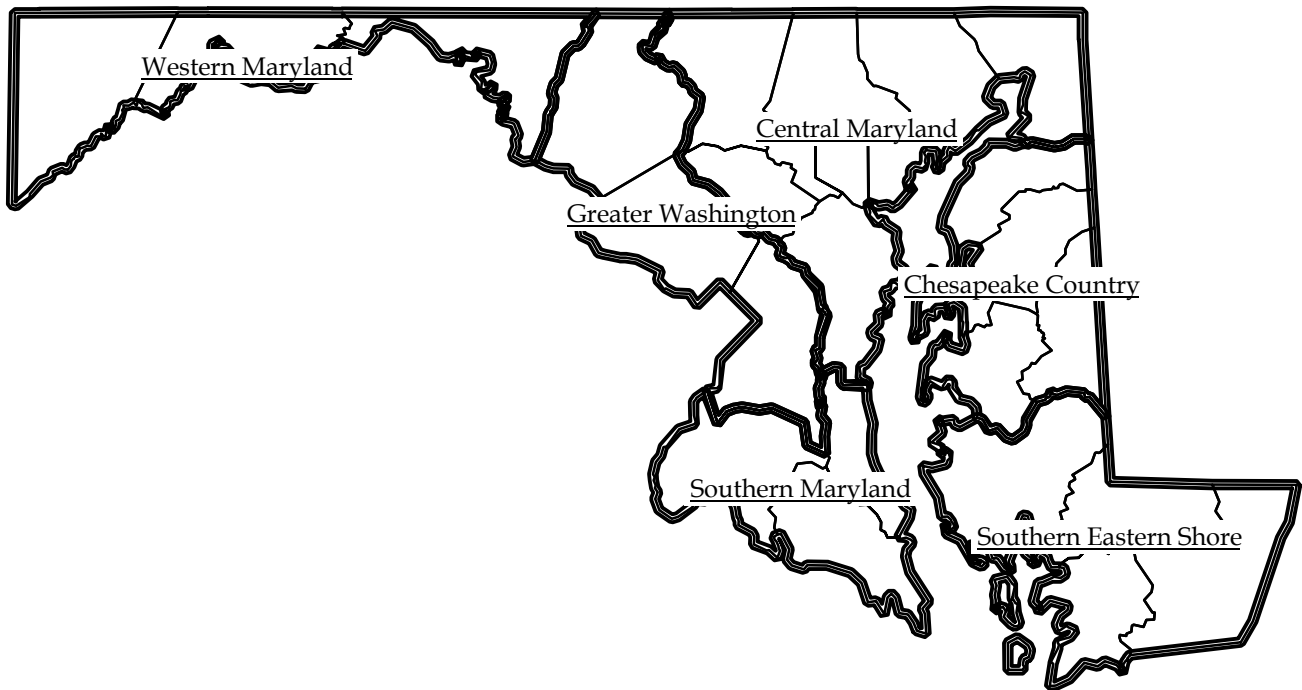 Western Maryland
Central Maryland
Greater Washington
Chesapeake Country
Southern Maryland
Southern Eastern Shore